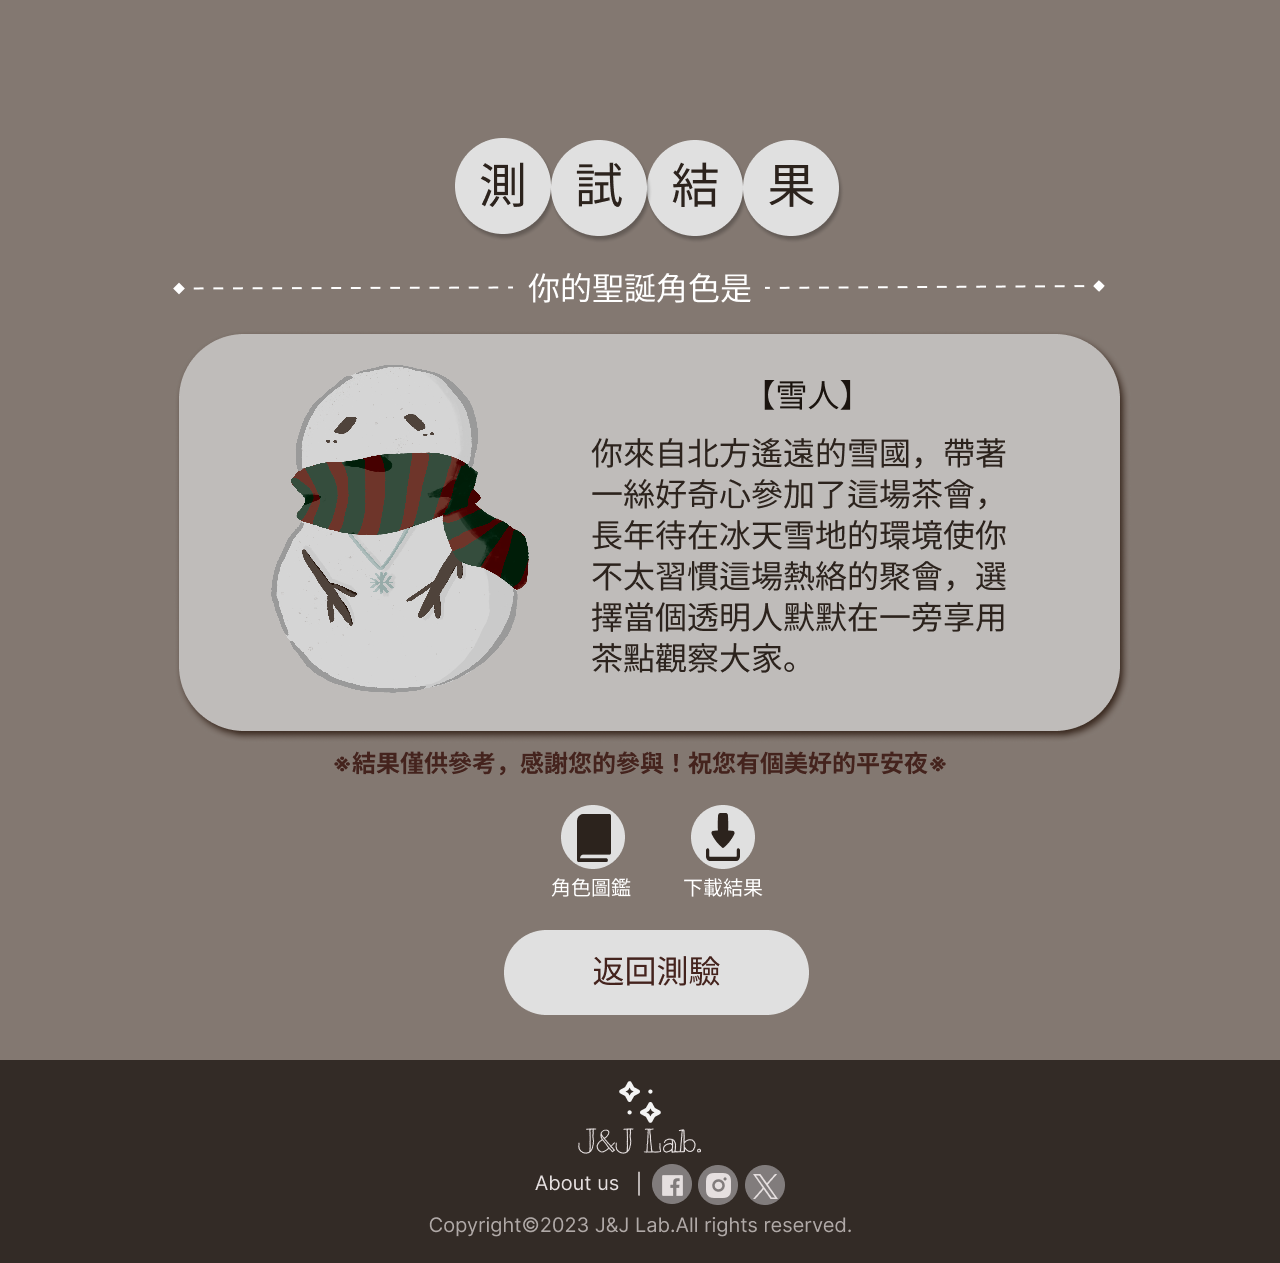 測試結果
你的聖誕角色是
【雪人】
你來自北方遙遠的雪國，帶著
一絲好奇心參加了這場茶會，
長年待在冰天雪地的環境使你
不太習慣這場熱絡的聚會，選
擇當個透明人默默在一旁享用
茶點觀察大家。
※結果僅供參考，感謝您的參與！祝您有個美好的平安夜※
角色圖鑑
下載結果
返回測驗
J&J Lab.
About us |
Copyright©2023 J&J Lab.All rights reserved.